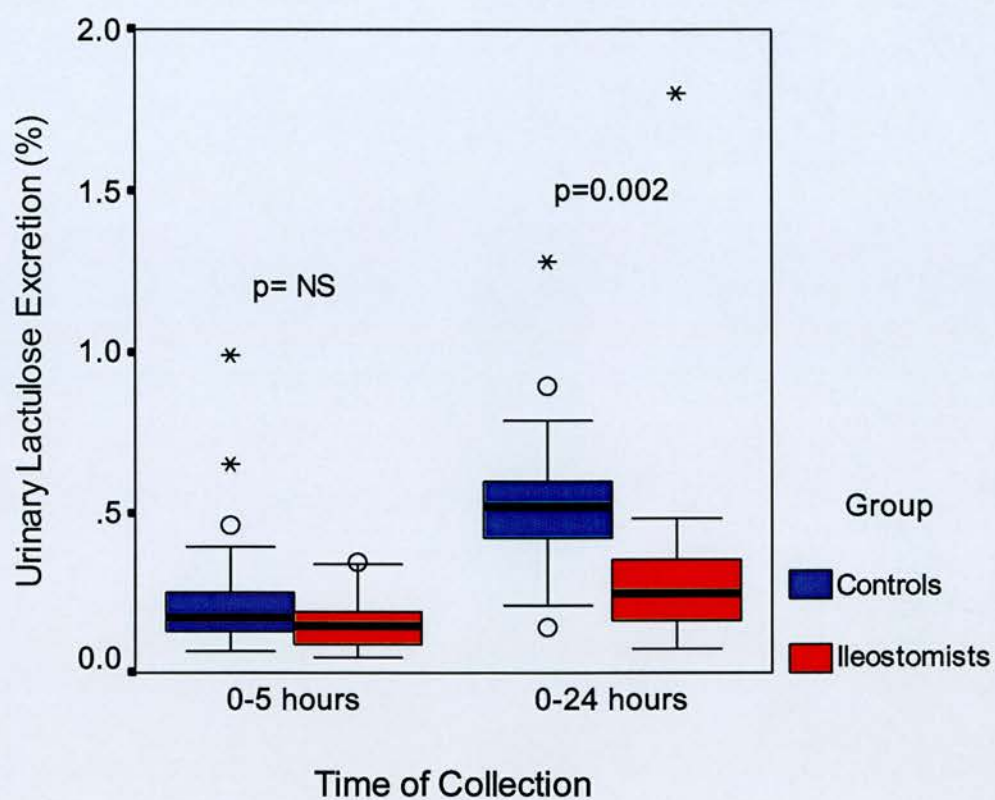 Urinary Lactulose Excretion (%)
2.0
1.5
1.0
.5
0.0
p= NS
p=0.002
0-5 hours
0-24 hours
Time of Collection
Group
Controls
Ileostomists